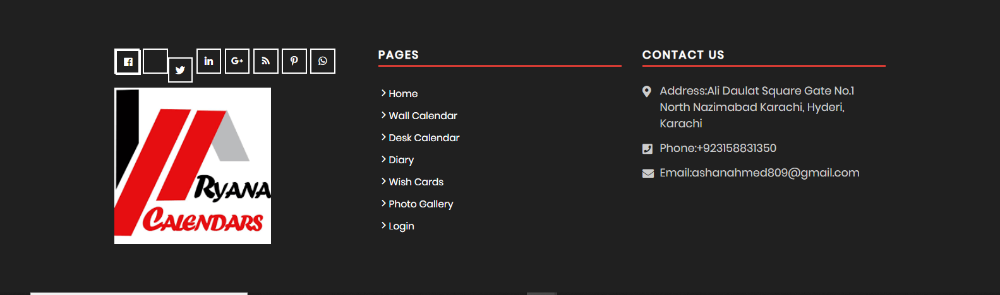 PAGES
Home
Wall Calendar
Desk Calendar
Diary
Wish Cards
Photo Gallery
Login
CONTACT US
Address:Ali Daulat Square Gate No.1
North Nazimabad Karachi, Hyderi,
Karachi
Phone:+923158831350
Email:ashanahmed809@gmail.com
RYANA
CALENDARS